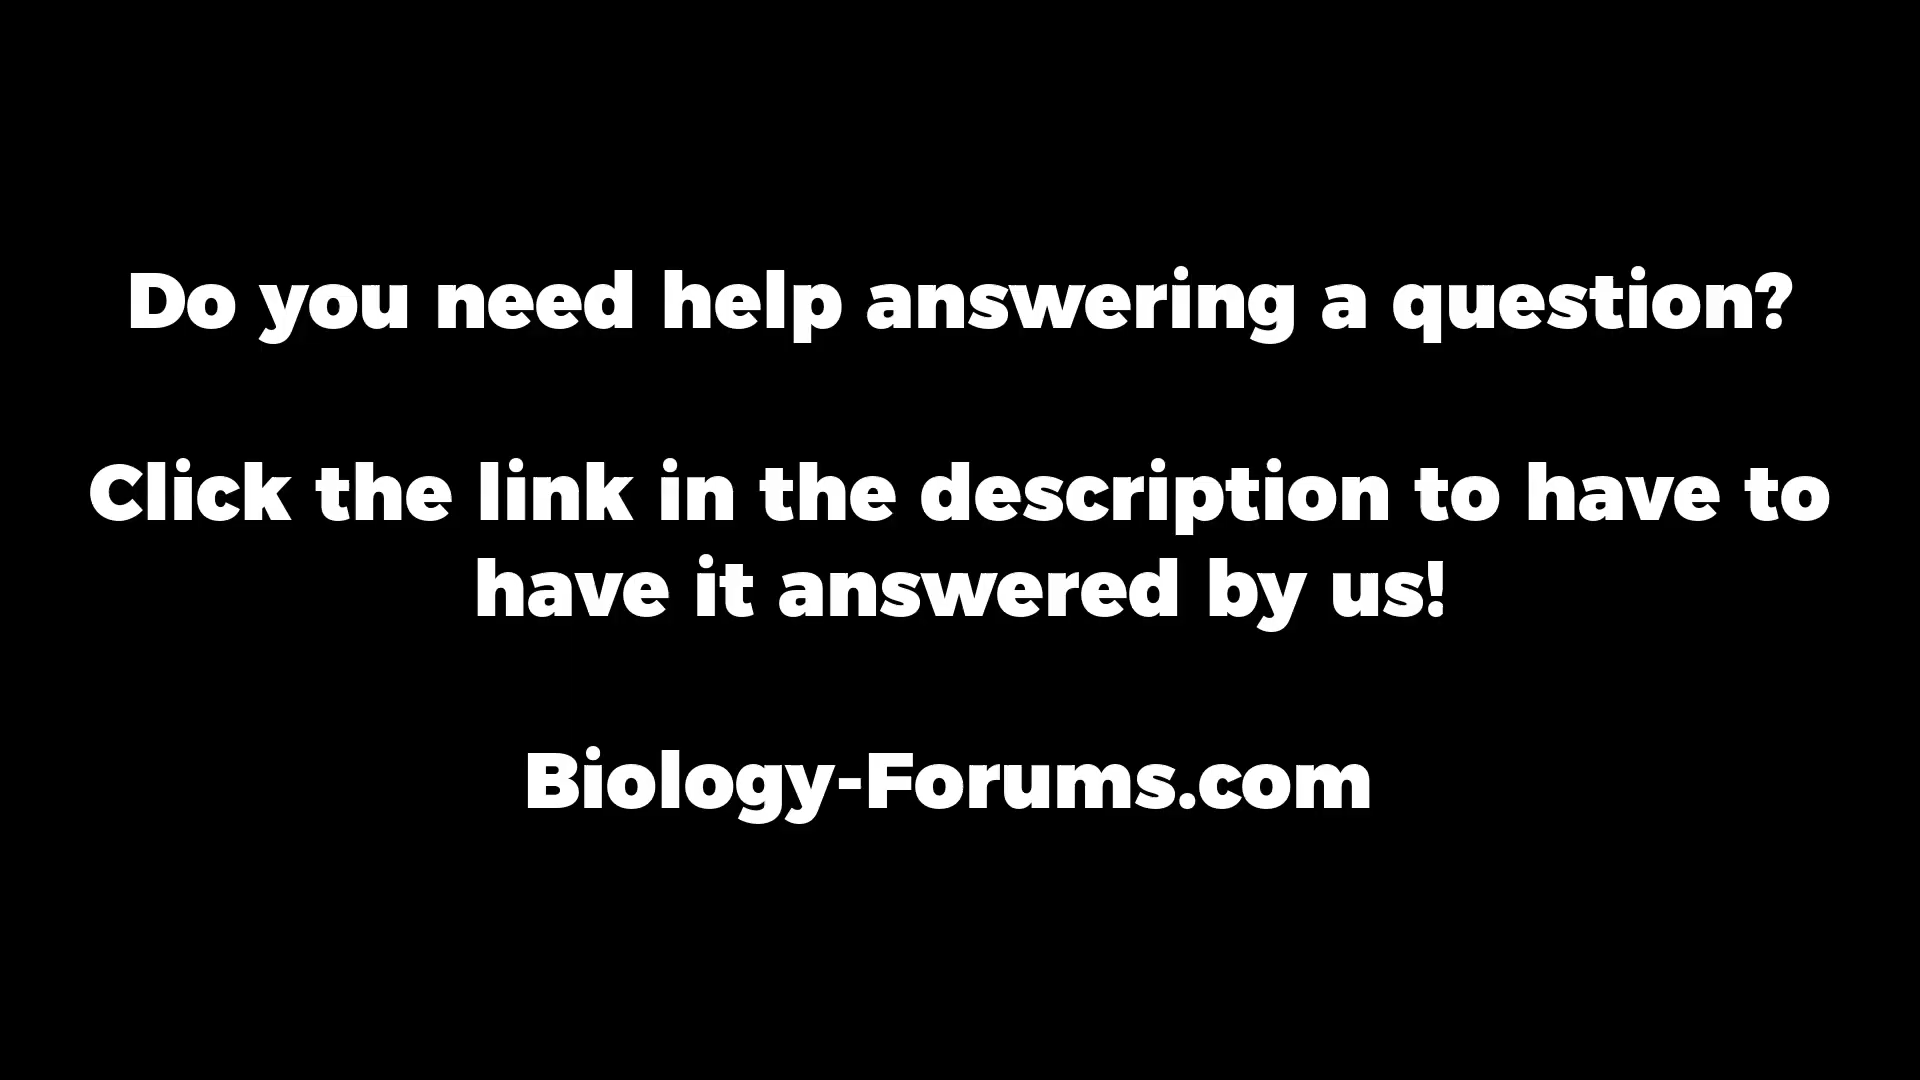 Do you need help answering a question?
Click the link in the description to have to
have it answered by us!
Biology-Forums.com